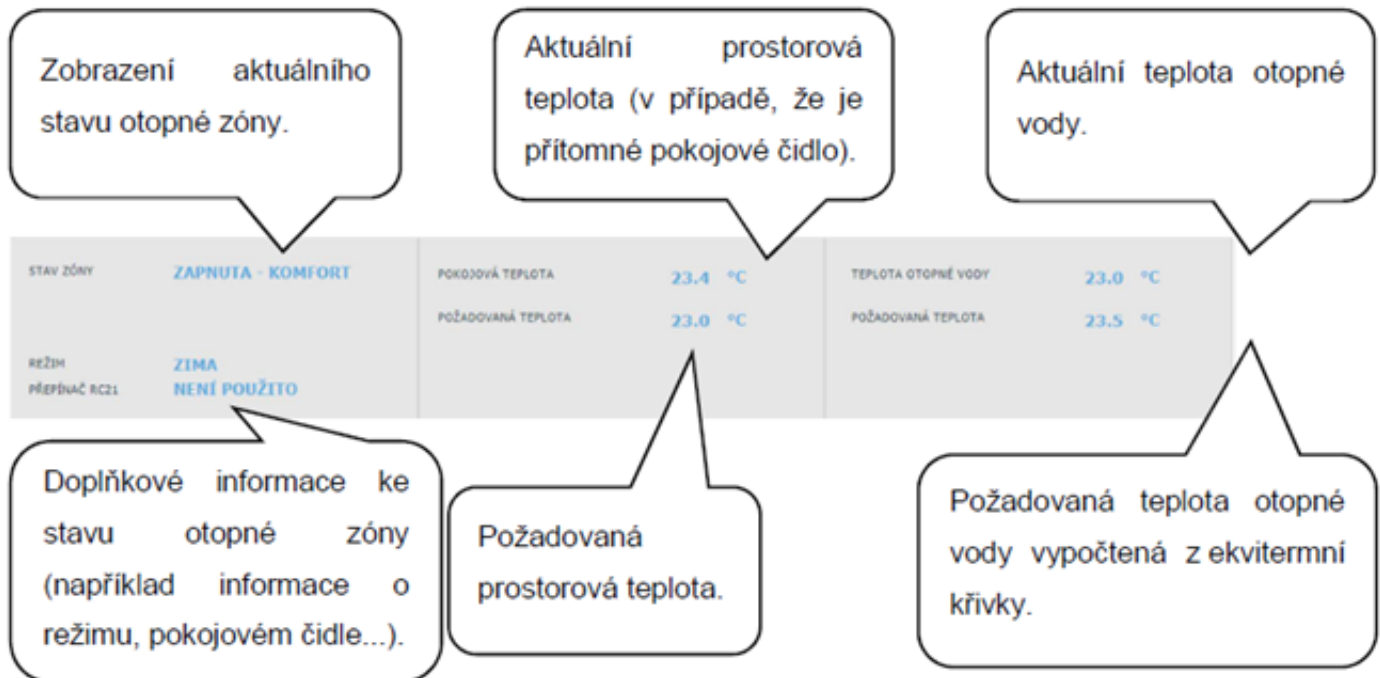 Zobrazení aktuálního
stavu otopné zóny.
Aktuální prostorová
teplota (v případě, že je
přítomné pokojové čidlo).
Aktuální teplota otopné
vody.
STAV ZÓNY ZAPNUTA - KOMFORT
POKOJOVÁ TEPLOTA 23.4 °C
TEPLOTA OTOPNÉ VODY 23.0 °C
POŽADOVANÁ TEPLOTA 23.0 °C
POŽADOVANÁ TEPLOTA 23.5 °C
REŽIM ZIMA
PŘEPÍNAČ RC21 NENÍ POUŽITO
Doplňkové informace ke
stavu otopné zóny
(například informace o
režimu, pokojovém čidle...).
Požadovaná
prostorová teplota.
Požadovaná teplota otopné
vody vypočtená z ekvitermní
křivky.